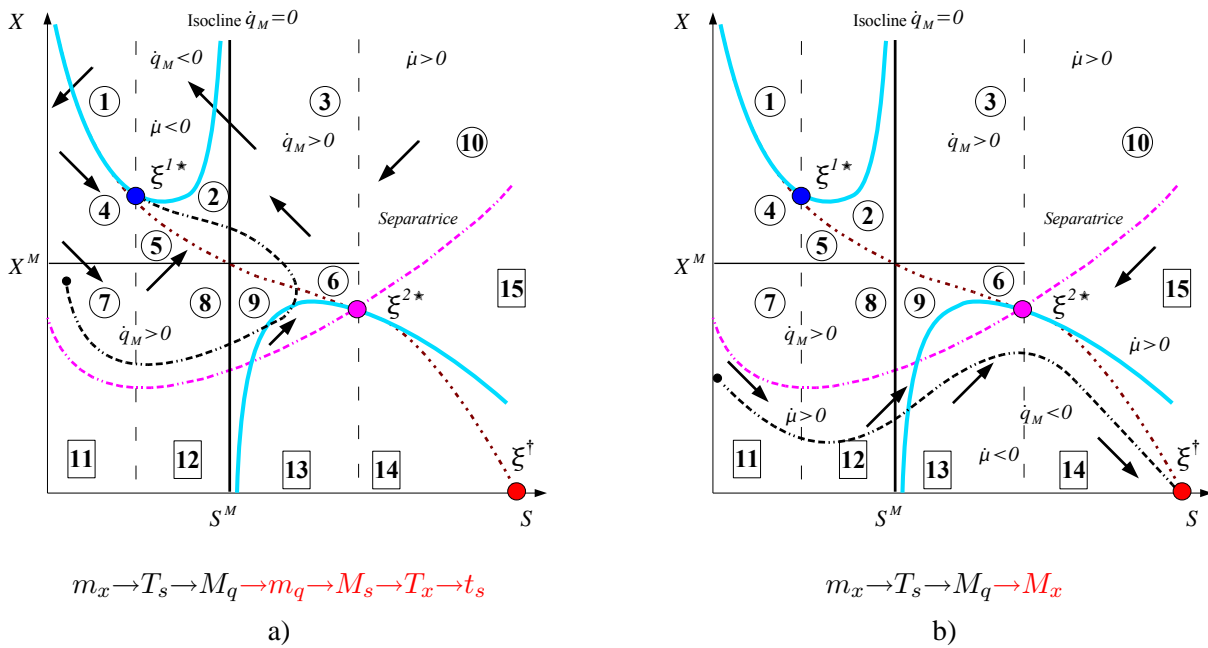 X
Isocline q̇_M=0
q̇_M<0
μ̇>0
1
3
μ̇<0
q̇_M>0
10
ξ^{1⋆}
4
2
Separatrice
5
X^M
6
15
7
8
9
ξ^{2⋆}
q̇_M>0
ξ^†
11
12
13
14
S^M
S
m_x→T_s→M_q→m_q→M_s→T_x→t_s
a)
X
Isocline q̇_M=0
μ̇>0
1
3
q̇_M>0
10
ξ^{1⋆}
4
2
Separatrice
5
X^M
6
15
7
8
9
ξ^{2⋆}
q̇_M>0
μ̇>0
μ̇>0
q̇_M<0
ξ^†
11
12
13
μ̇<0
14
S^M
S
m_x→T_s→M_q→M_x
b)